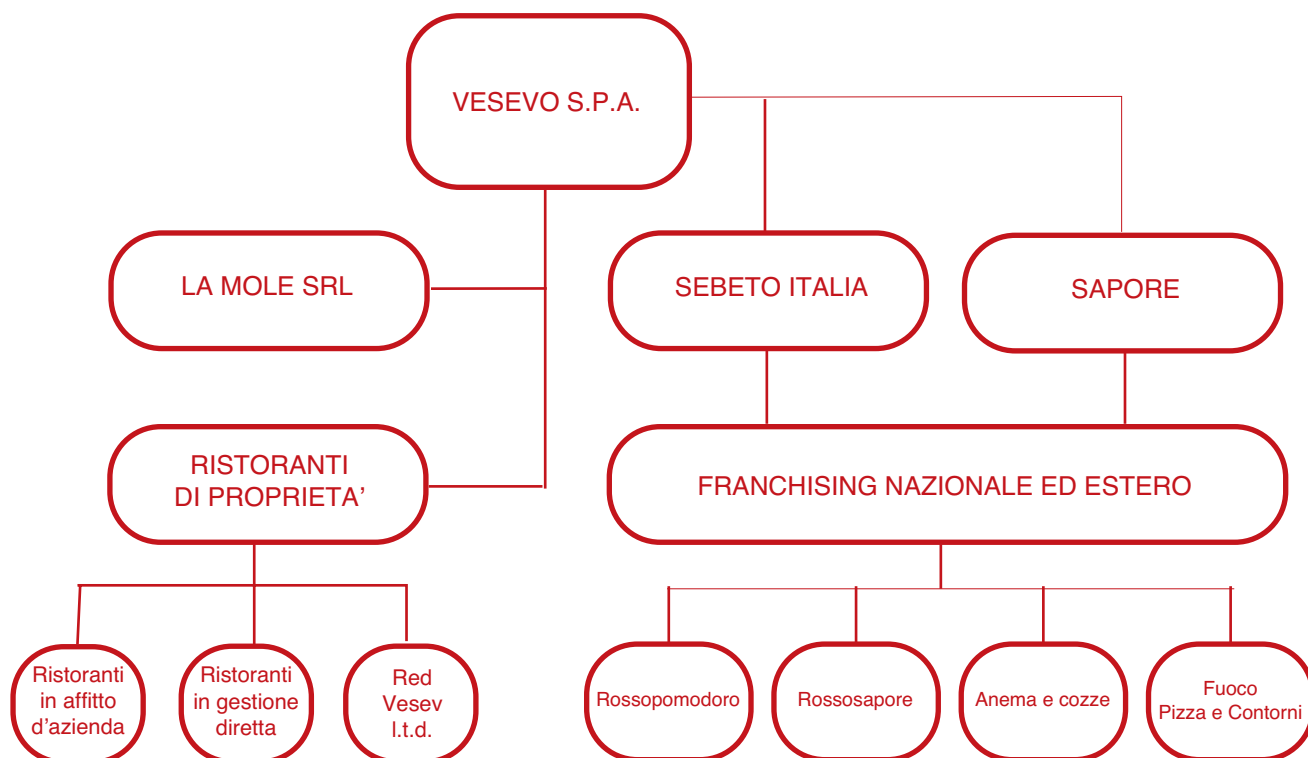 VESEVO S.P.A.
LA MOLE SRL
SEBETO ITALIA
SAPORE
RISTORANTI
DI PROPRIETA’
FRANCHISING NAZIONALE ED ESTERO
Ristoranti
in affitto
d’azienda
Ristoranti
in gestione
diretta
Red
Vesev
l.t.d.
Rossopomodoro
Rossosapore
Anema e cozze
Fuoco
Pizza e Contorni